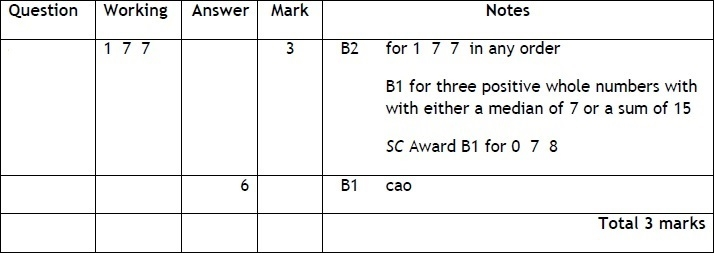 Question Working Answer Mark Notes
1 7 7 3 B2 for 1 7 7 in any order
B1 for three positive whole numbers with
with either a median of 7 or a sum of 15
SC Award B1 for 0 7 8
6 B1 cao
Total 3 marks